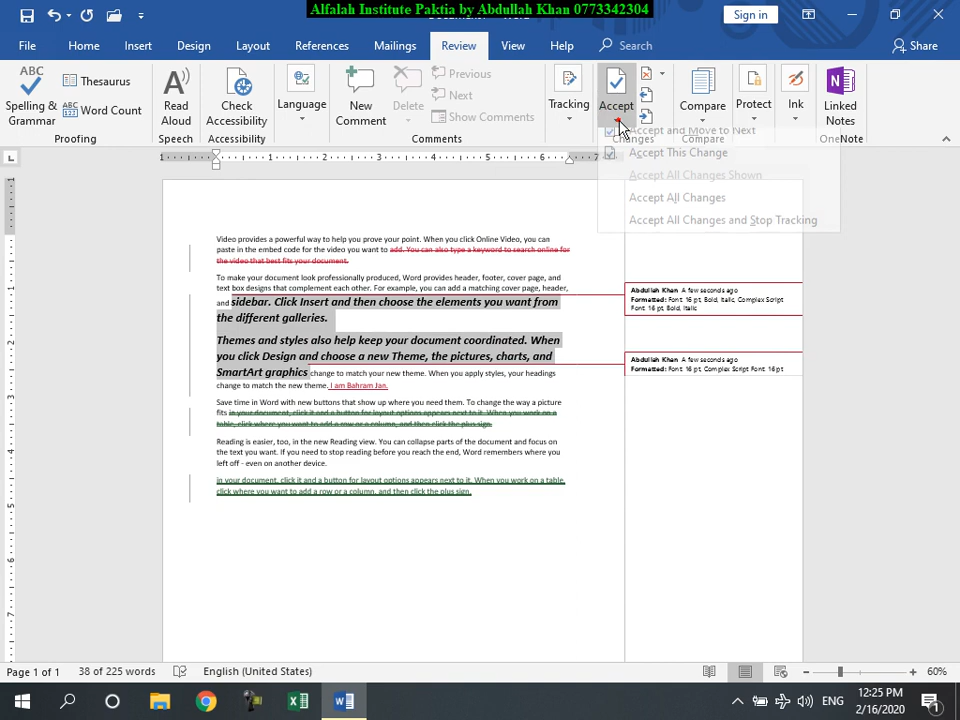 Alfalah Institute Paktia by Abdullah Khan 0773342304
Sign in
File Home Insert Design Layout References Mailings Review View Help Search Share
ABC
Spelling & Grammar
Thesaurus
ABC 123 Word Count
Proofing
Read Aloud
Speech
Check Accessibility
Accessibility
Language
New Comment
Delete
Previous
Next
Show Comments
Comments
Tracking
Accept
Changes
Compare
Protect
Ink
Linked Notes
OneNote
Accept and Move to Next
Accept This Change
Accept All Changes Shown
Accept All Changes
Accept All Changes and Stop Tracking
1 1 2 3 4 5 6 7
Video provides a powerful way to help you prove your point. When you click Online Video, you can
paste in the embed code for the video you want to add. You can also type a keyword to search online for
the video that best fits your document.
To make your document look professionally produced, Word provides header, footer, cover page, and
text box designs that complement each other. For example, you can add a matching cover page, header,
and sidebar. Click Insert and then choose the elements you want from
the different galleries.
Themes and styles also help keep your document coordinated. When
you click Design and choose a new Theme, the pictures, charts, and
SmartArt graphics change to match your new theme. When you apply styles, your headings
change to match the new theme. I am Bahram Jan.
Save time in Word with new buttons that show up where you need them. To change the way a picture
fits in your document, click it and a button for layout options appears next to it. When you work on a
table, click where you want to add a row or a column, and then click the plus sign.
Reading is easier, too, in the new Reading view. You can collapse parts of the document and focus on
the text you want. If you need to stop reading before you reach the end, Word remembers where you
left off - even on another device.
in your document, click it and a button for layout options appears next to it. When you work on a table,
click where you want to add a row or a column, and then click the plus sign.
Abdullah Khan A few seconds ago
Formatted: Font: 16 pt, Bold, Italic, Complex Script
Font: 16 pt, Bold, Italic
Abdullah Khan A few seconds ago
Formatted: Font: 16 pt, Complex Script Font: 16 pt
Page 1 of 1 38 of 225 words English (United States) 60%
ENG
12:25 PM
2/16/2020
1